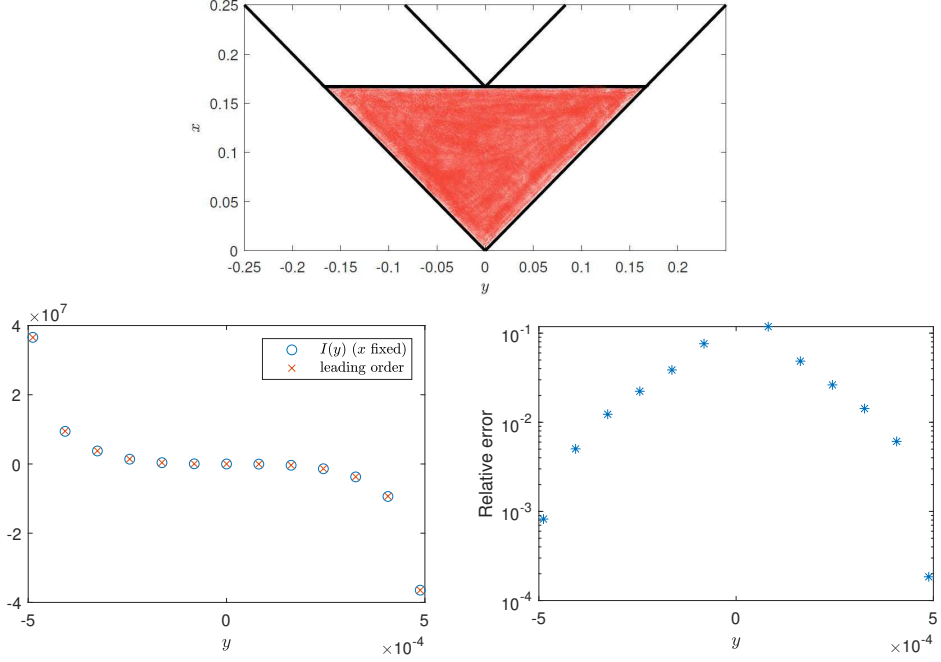 0.25
0.2
0.15
0.1
0.05
0
x
-0.25 -0.2 -0.15 -0.1 -0.05 0 0.05 0.1 0.15 0.2
y
×10^7
4
2
0
-2
-4
I(y) (x fixed)
leading order
-5 0 5
y
×10^-4
10^-1
10^-2
10^-3
10^-4
Relative error
-5 0 5
y
×10^-4